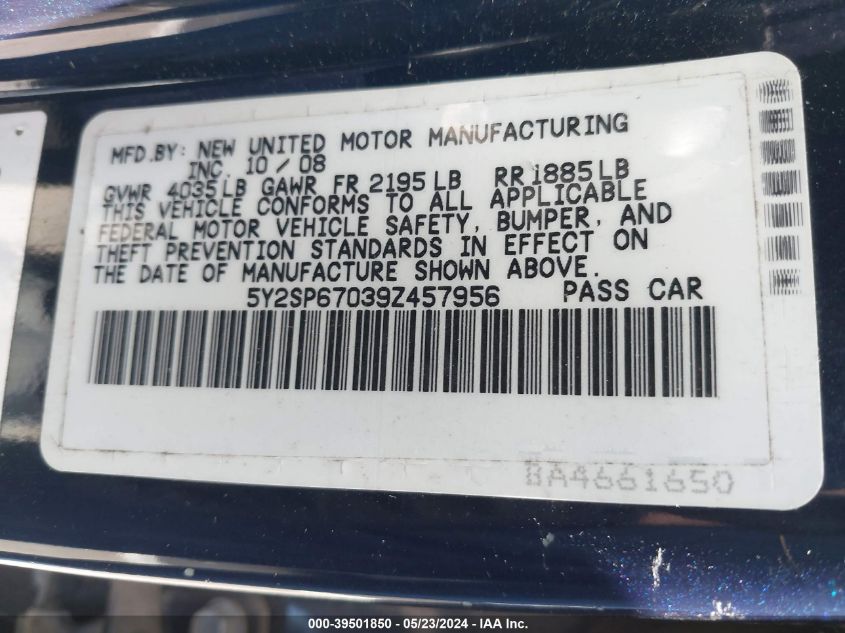 MFD.BY: NEW UNITED MOTOR MANUFACTURING
INC. 10 / 08
GVWR 4035 LB GAWR FR 2195 LB RR 1885 LB
THIS VEHICLE CONFORMS TO ALL APPLICABLE
FEDERAL MOTOR VEHICLE SAFETY, BUMPER, AND
THEFT PREVENTION STANDARDS IN EFFECT ON
THE DATE OF MANUFACTURE SHOWN ABOVE.
5Y2SP67039Z457956 PASS CAR
BA4661650
000-39501850 - 05/23/2024 - IAA Inc.